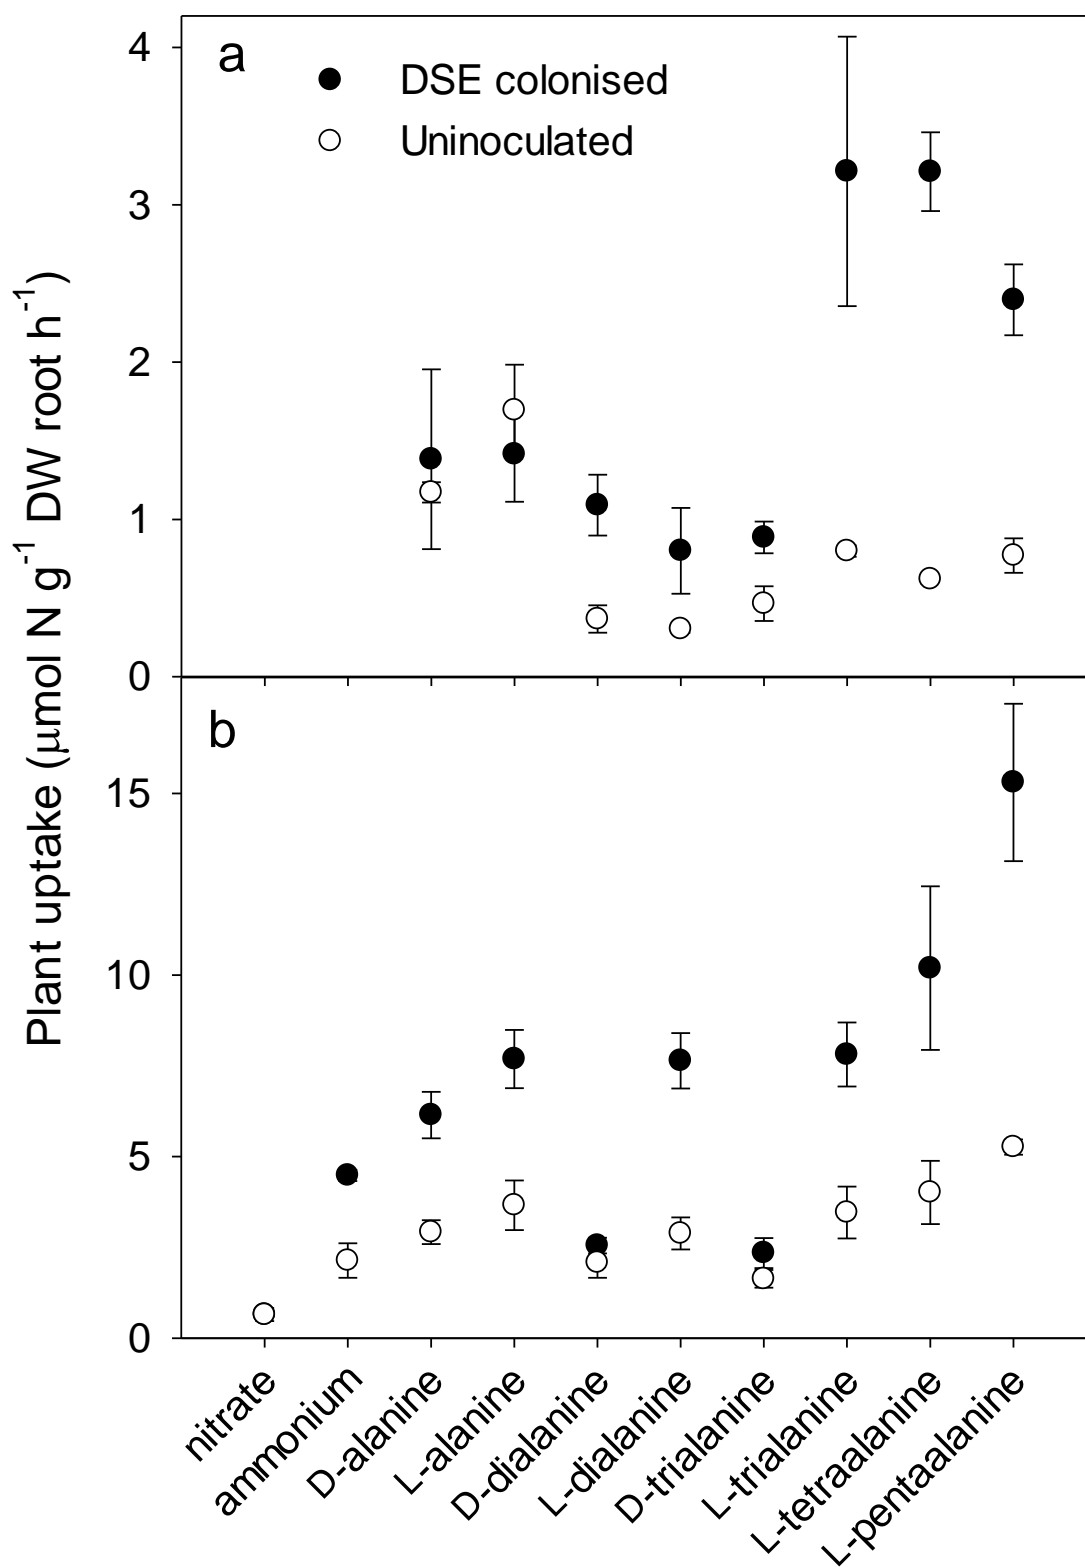 a
DSE colonised
Uninoculated
4
3
2
1
0
b
15
10
5
0
Plant uptake (μmol N g⁻¹ DW root h⁻¹)
nitrate
ammonium
D-alanine
L-alanine
D-dialanine
L-dialanine
D-trialanine
L-trialanine
L-tetraalanine
L-pentaalanine